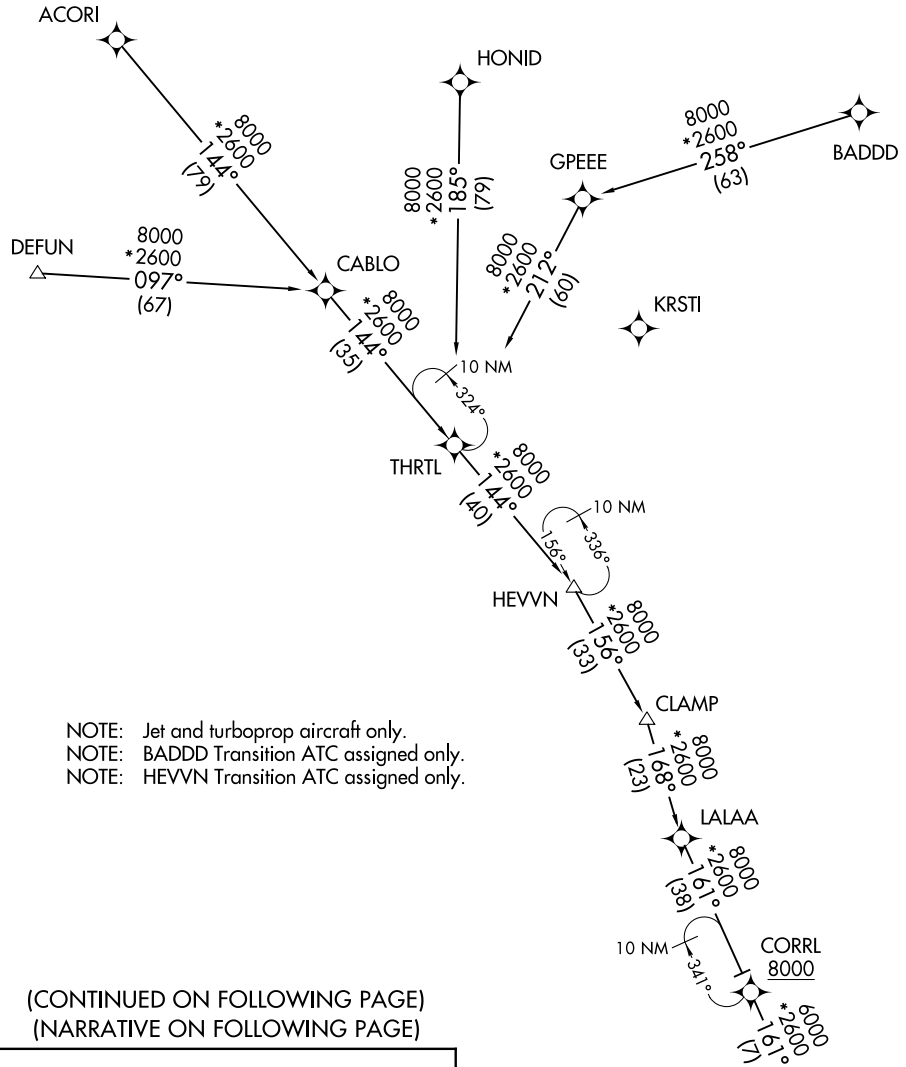 ACORI
HONID
BADDD
GPEEE
8000
*2600
258°
(63)
8000
*2600
144°
(79)
8000
*2600
185°
(79)
DEFUN
8000
*2600
097°
(67)
CABLO
8000
*2600
212°
(60)
KRSTI
8000
*2600
144°
(35)
10 NM
324°
THRTL
8000
*2600
144°
(40)
10 NM
156°
336°
HEVVN
8000
*2600
156°
(33)
CLAMP
NOTE: Jet and turboprop aircraft only.
NOTE: BADDD Transition ATC assigned only.
NOTE: HEVVN Transition ATC assigned only.
8000
*2600
168°
(23)
LALAA
8000
*2600
161°
(38)
10 NM
341°
CORRL
8000
6000
*2600
161°
(7)
(CONTINUED ON FOLLOWING PAGE)
(NARRATIVE ON FOLLOWING PAGE)